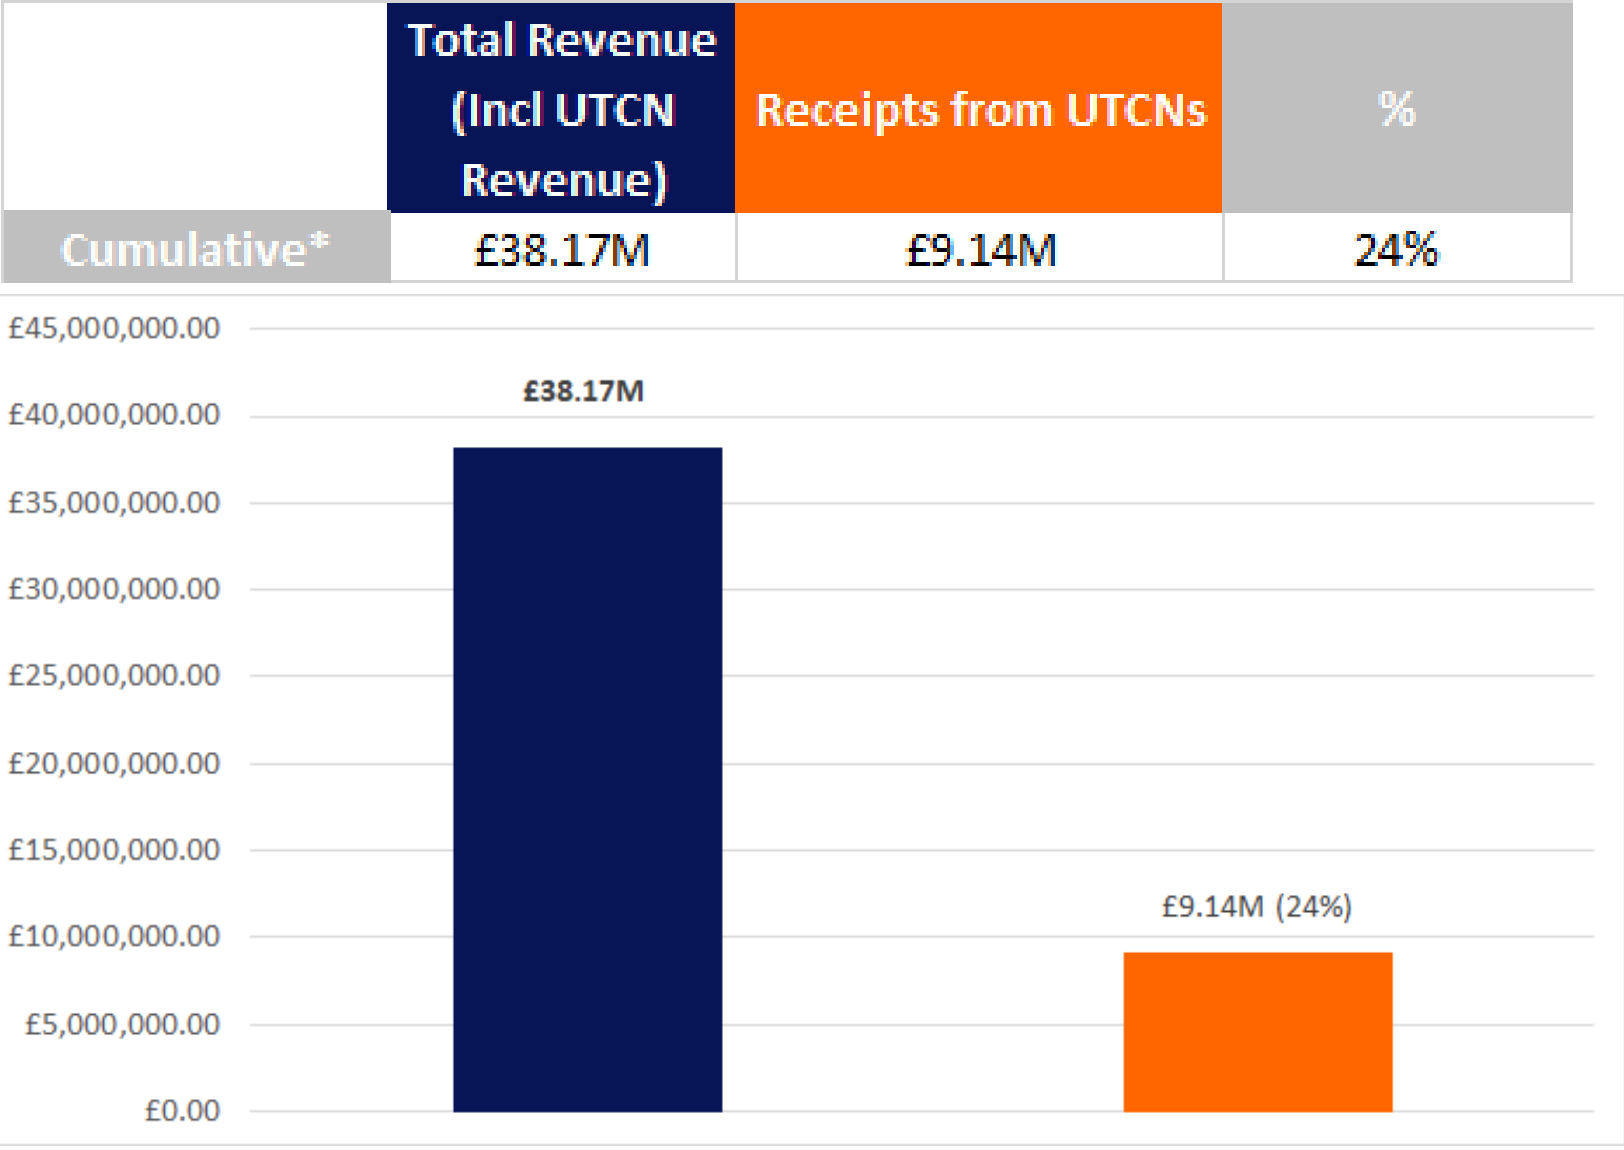 Total Revenue
(Incl UTCN
Revenue)
Receipts from UTCNs
%
Cumulative*
£38.17M
£9.14M
24%
£45,000,000.00
£38.17M
£40,000,000.00
£35,000,000.00
£30,000,000.00
£25,000,000.00
£20,000,000.00
£15,000,000.00
£9.14M (24%)
£10,000,000.00
£5,000,000.00
£0.00